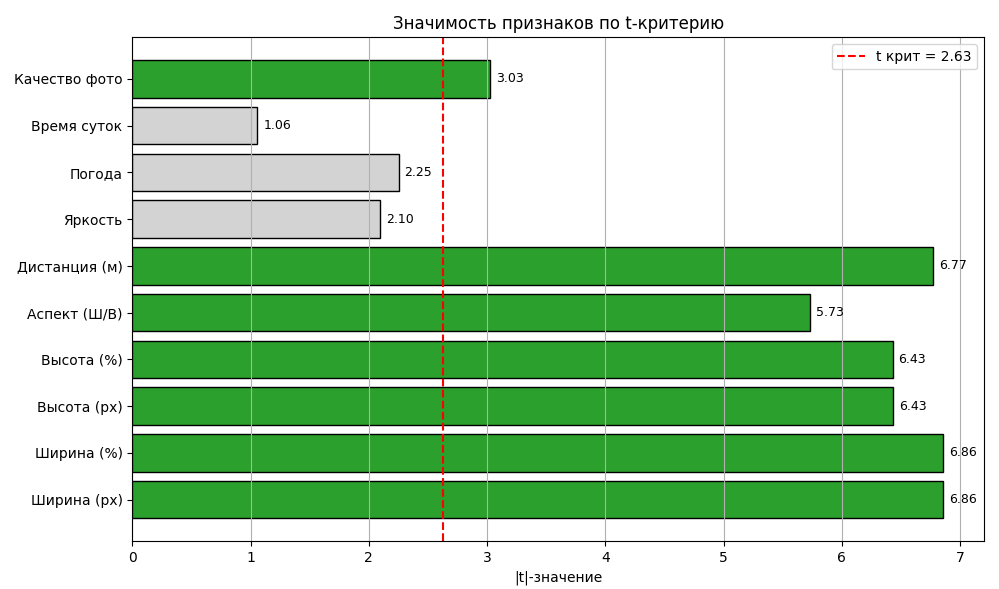 Значимость признаков по t-критерию
t крит = 2.63
Качество фото
3.03
Время суток
1.06
Погода
2.25
Яркость
2.10
Дистанция (м)
6.77
Аспект (Ш/В)
5.73
Высота (%)
6.43
Высота (px)
6.43
Ширина (%)
6.86
Ширина (px)
6.86
0 1 2 3 4 5 6 7
|t|-значение